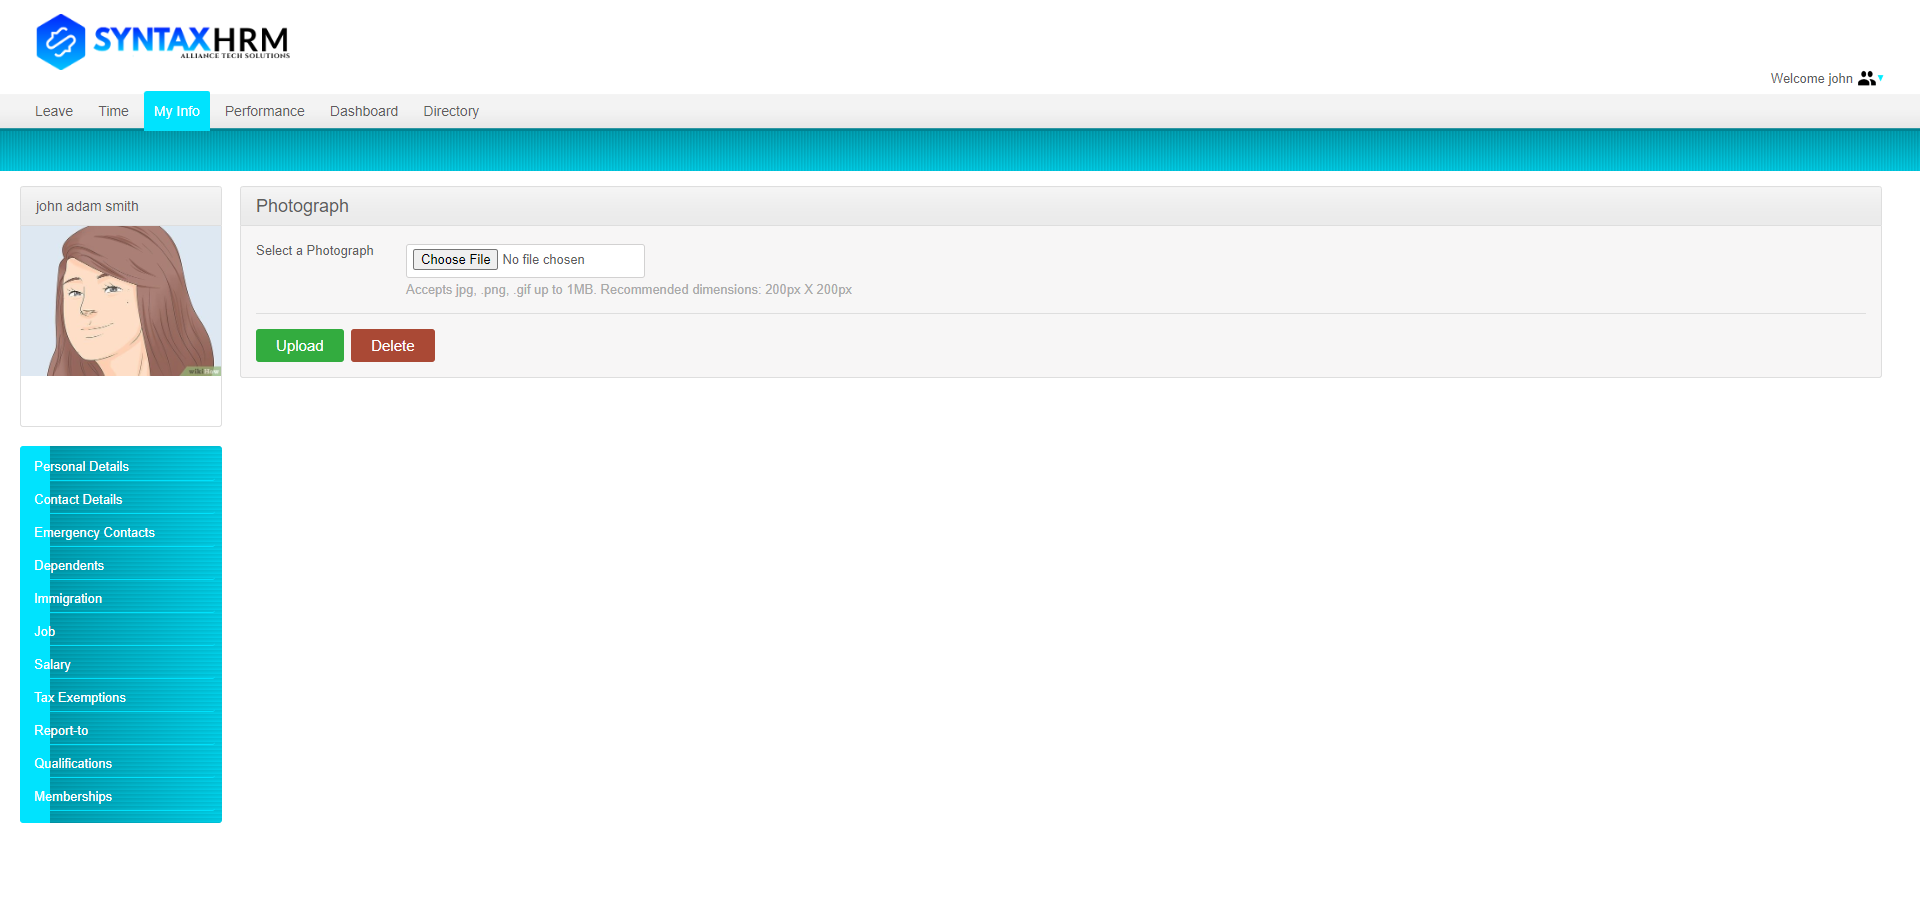 SYNTAXHRM
ALLIANCE TECH SOLUTIONS
Welcome john
Leave Time My Info Performance Dashboard Directory
john adam smith
wikiHow
Photograph
Select a Photograph Choose File No file chosen
Accepts jpg, .png, .gif up to 1MB. Recommended dimensions: 200px X 200px
Upload Delete
Personal Details
Contact Details
Emergency Contacts
Dependents
Immigration
Job
Salary
Tax Exemptions
Report-to
Qualifications
Memberships